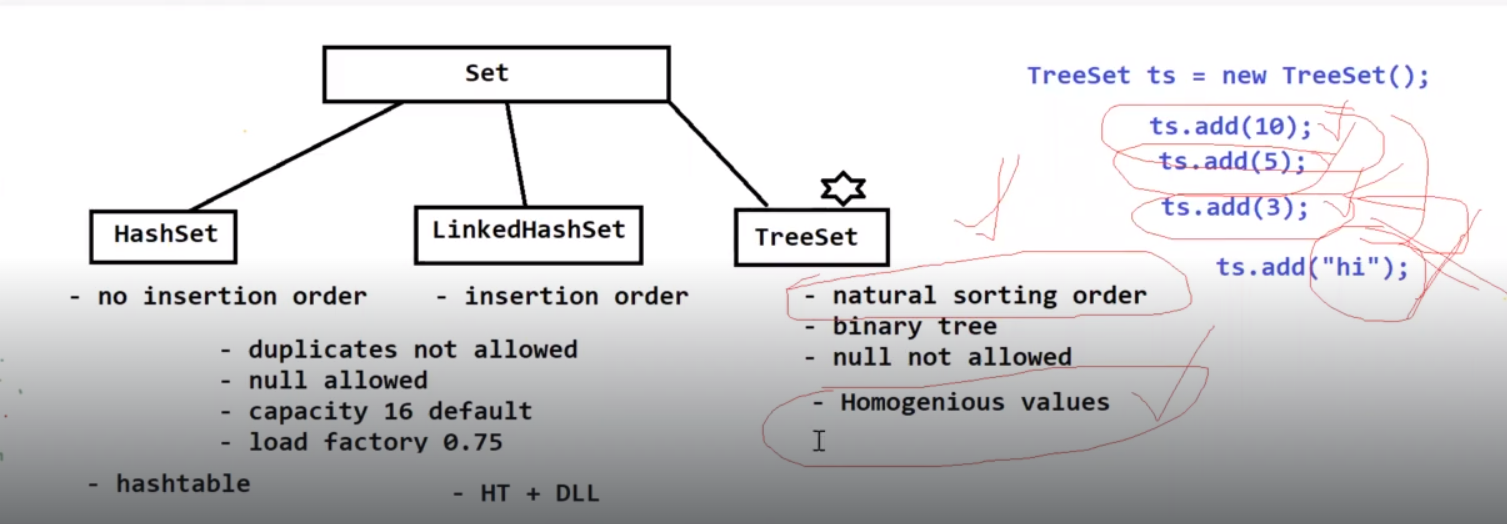 Set
TreeSet ts = new TreeSet();
ts.add(10);
ts.add(5);
ts.add(3);
ts.add("hi");
HashSet
LinkedHashSet
TreeSet
- no insertion order
- insertion order
- natural sorting order
- binary tree
- null not allowed
- Homogenious values
- duplicates not allowed
- null allowed
- capacity 16 default
- load factory 0.75
- hashtable
- HT + DLL